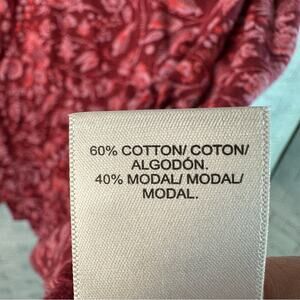 60% COTTON/ COTON/
ALGODÓN.
40% MODAL/ MODAL/
MODAL.